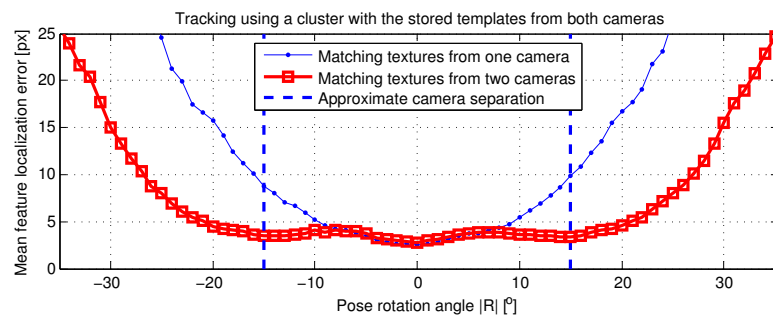 Tracking using a cluster with the stored templates from both cameras
Mean feature localization error [px]
25
20
15
10
5
0
Matching textures from one camera
Matching textures from two cameras
Approximate camera separation
−30 −20 −10 0 10 20 30
Pose rotation angle |R| [º]